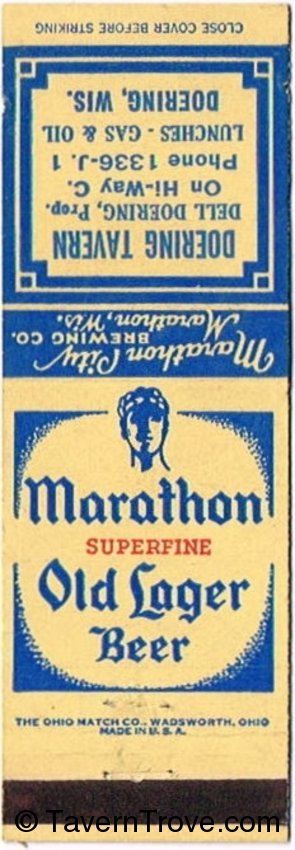 CLOSE COVER BEFORE STRIKING
DOERING TAVERN
DELL DOERING, Prop.
On Hi-Way C.
Phone 1336-J. 1
LUNCHES - GAS & OIL
DOERING, WIS.
Marathon City
BREWING CO.
Marathon, Wis.
Marathon
SUPERFINE
Old Lager
Beer
THE OHIO MATCH CO., WADSWORTH, OHIO
MADE IN U.S.A.
© TavernTrove.com